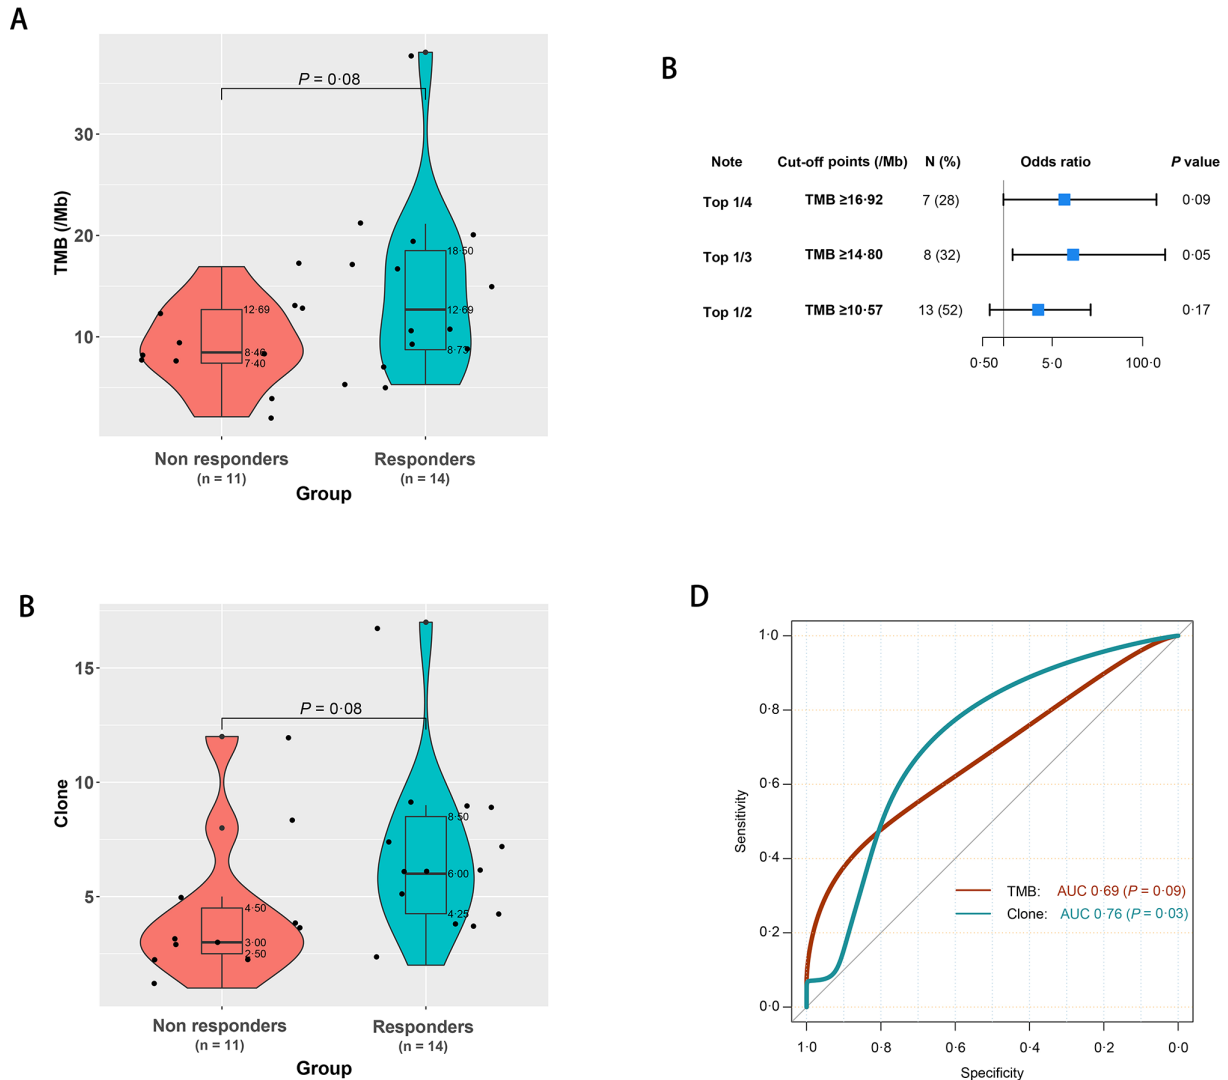 A
P = 0·08
30
20
10
TMB (/Mb)
12·69
8·46
7·40
18·50
12·69
8·73
Non responders
(n = 11)
Responders
(n = 14)
Group
B
Note Cut-off points (/Mb) N (%) Odds ratio P value
Top 1/4 TMB ≥16·92 7 (28) 0·09
Top 1/3 TMB ≥14·80 8 (32) 0·05
Top 1/2 TMB ≥10·57 13 (52) 0·17
0·50 5·0 100·0
B
P = 0·08
15
10
5
Clone
4·50
3·00
2·50
8·50
6·00
4·25
Non responders
(n = 11)
Responders
(n = 14)
Group
D
1·0
0·8
0·6
0·4
0·2
0·0
Sensitivity
TMB: AUC 0·69 (P = 0·09)
Clone: AUC 0·76 (P = 0·03)
1·0 0·8 0·6 0·4 0·2 0·0
Specificity